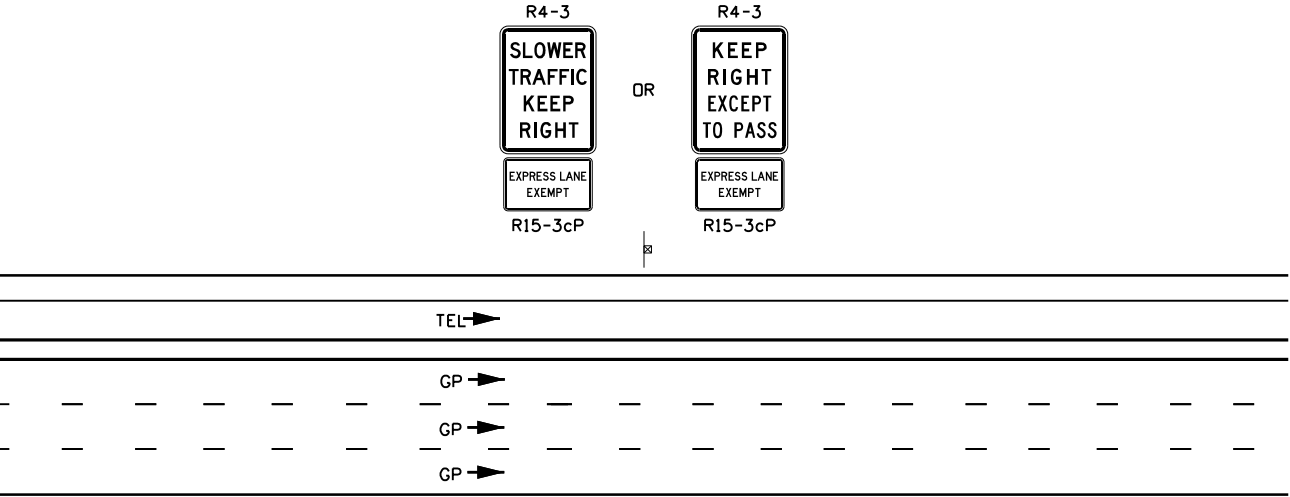 R4-3
SLOWER
TRAFFIC
KEEP
RIGHT
EXPRESS LANE
EXEMPT
R15-3cP
OR
R4-3
KEEP
RIGHT
EXCEPT
TO PASS
EXPRESS LANE
EXEMPT
R15-3cP
TEL
GP
GP
GP